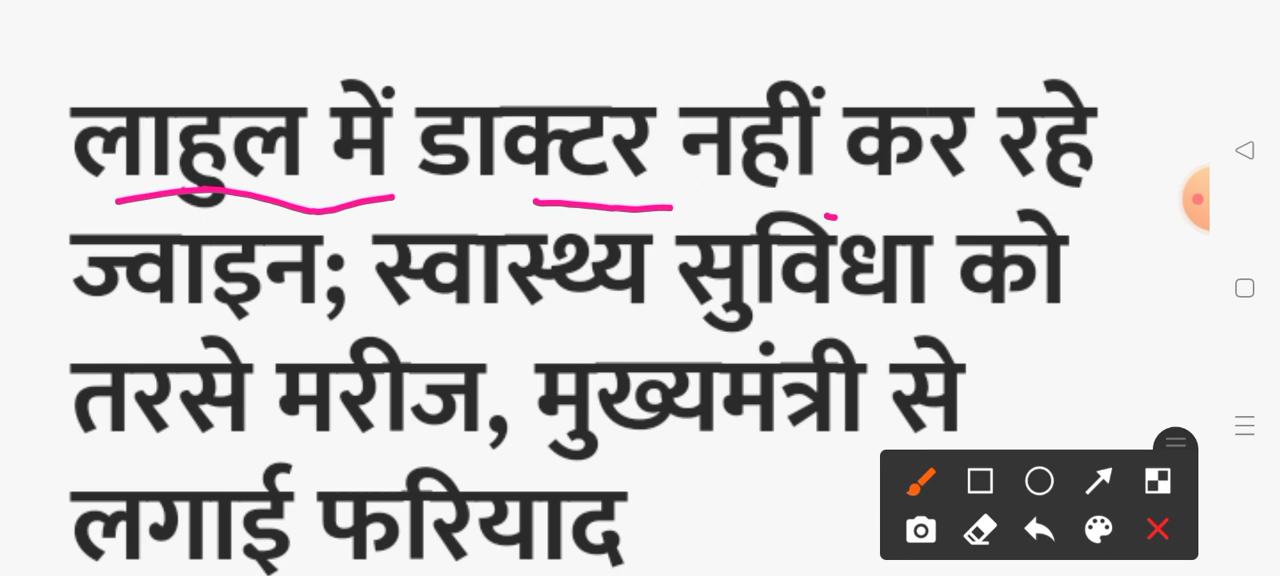 लाहुल में डाक्टर नहीं कर रहे
ज्वाइन; स्वास्थ्य सुविधा को
तरसे मरीज, मुख्यमंत्री से
लगाई फरियाद